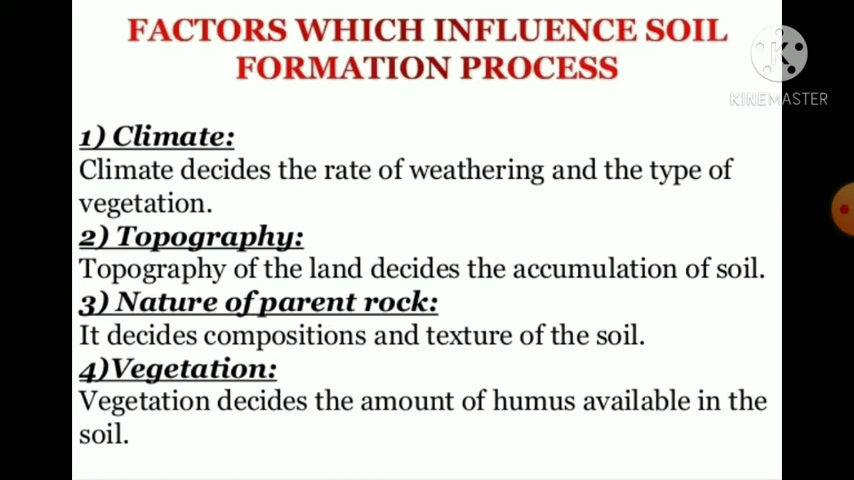 FACTORS WHICH INFLUENCE SOIL
FORMATION PROCESS
KINEMASTER
1) Climate:
Climate decides the rate of weathering and the type of
vegetation.
2) Topography:
Topography of the land decides the accumulation of soil.
3) Nature of parent rock:
It decides compositions and texture of the soil.
4)Vegetation:
Vegetation decides the amount of humus available in the
soil.